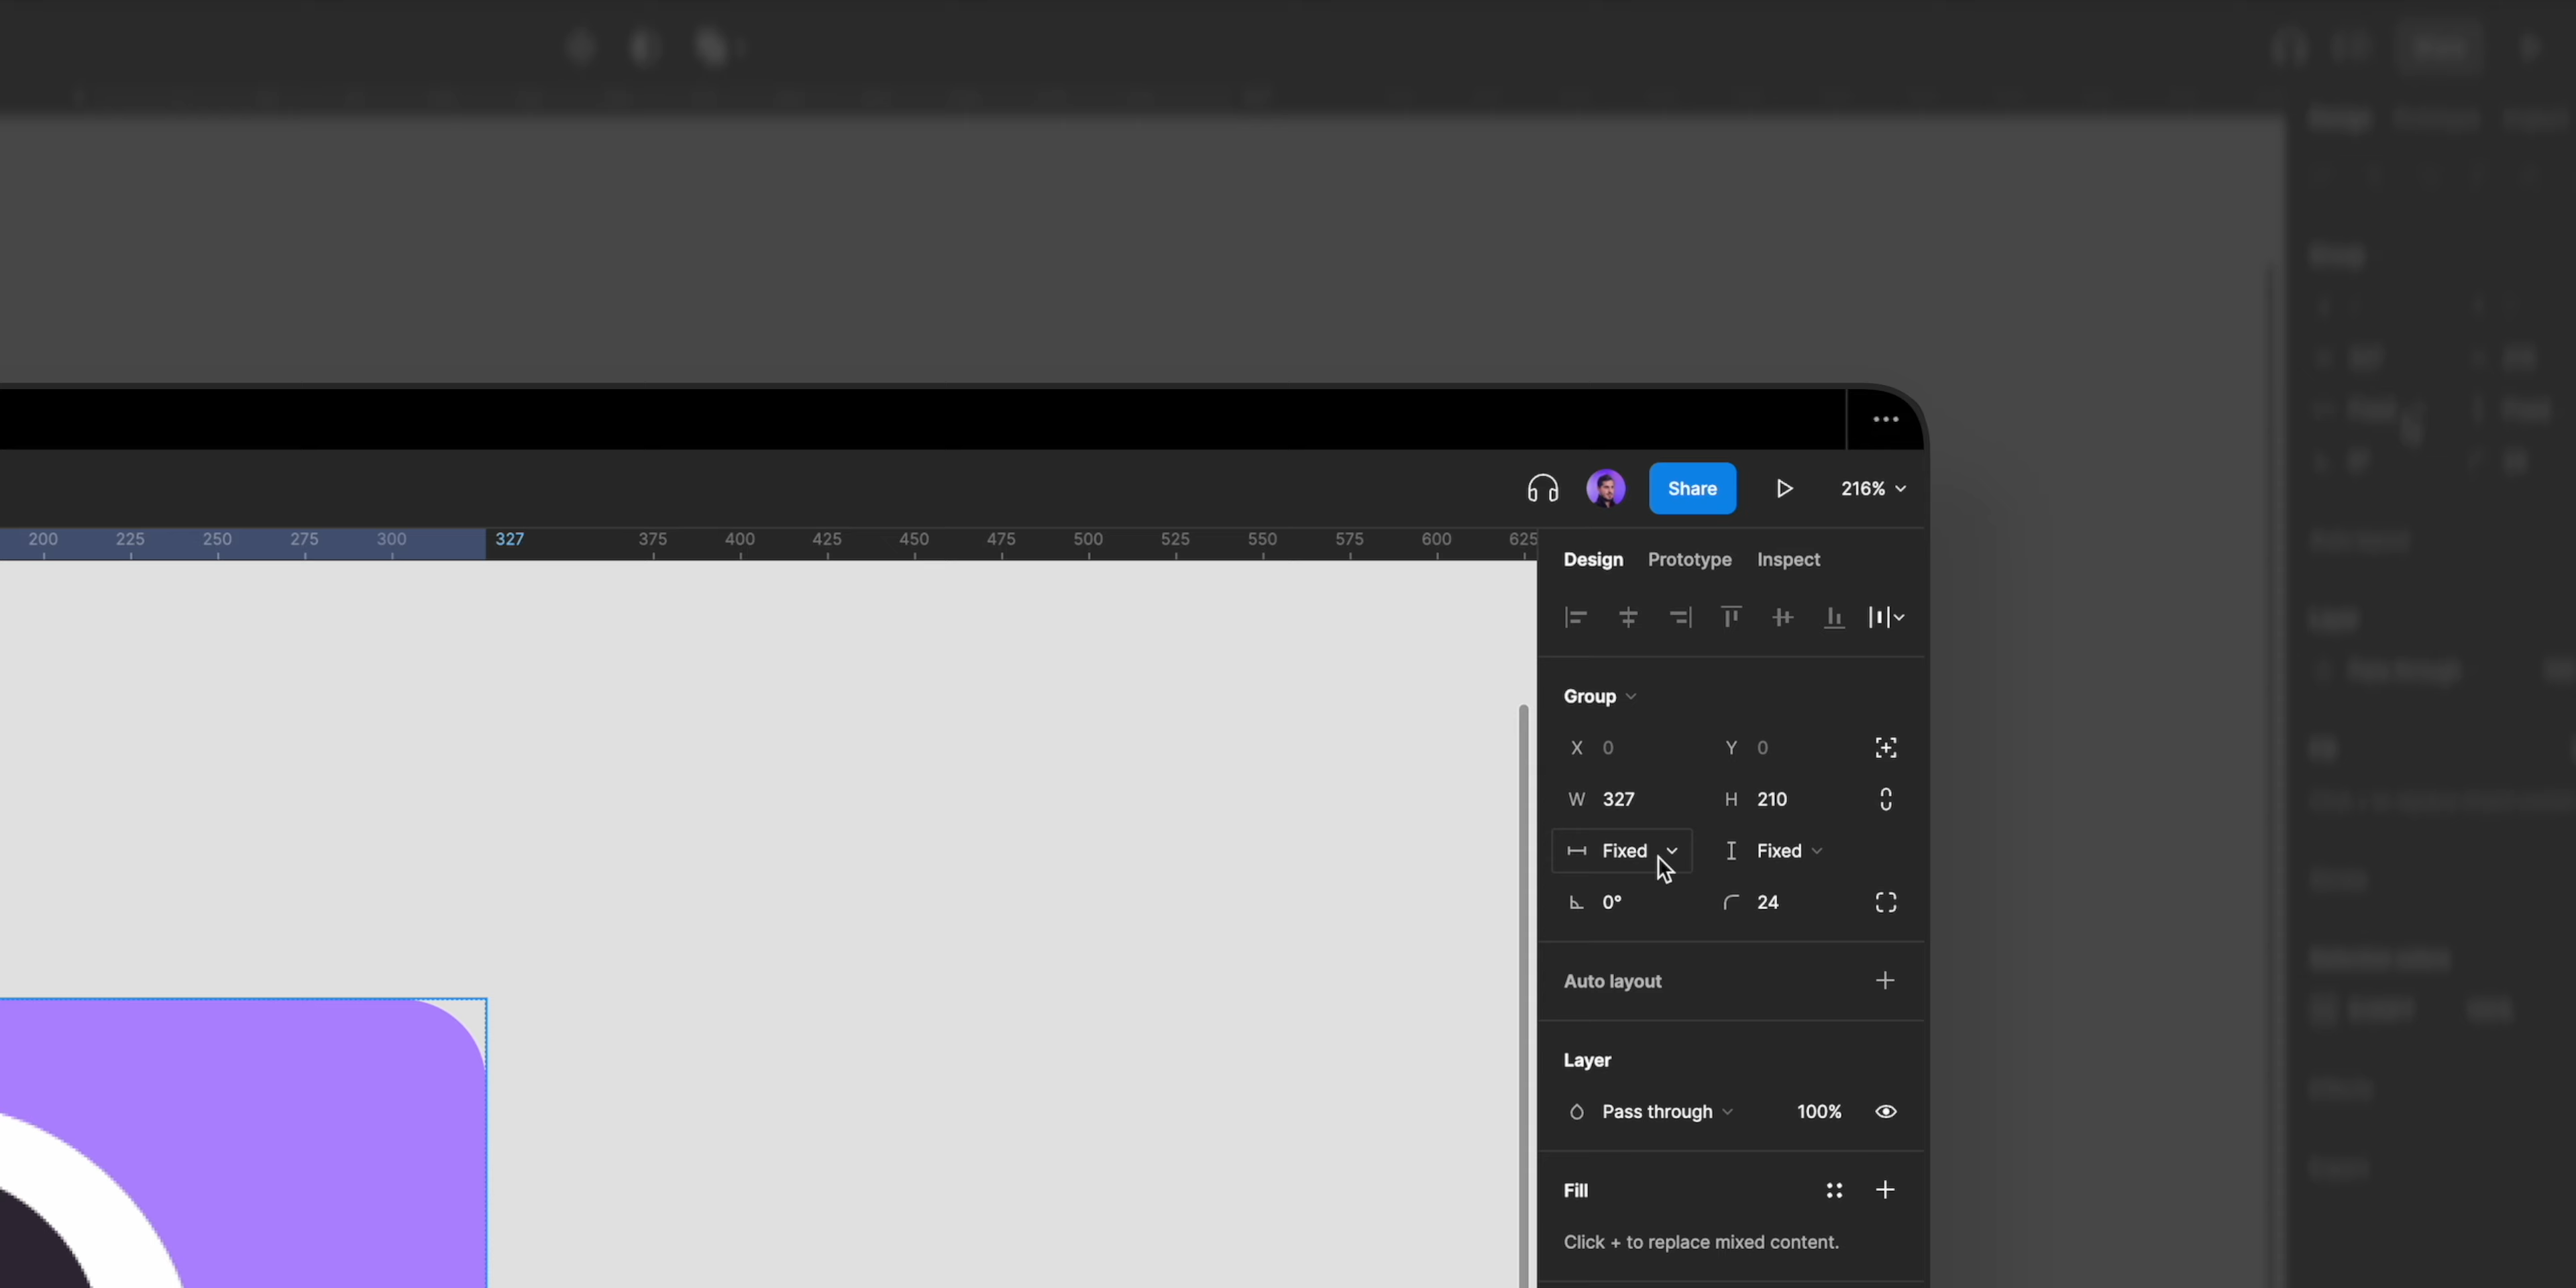 Share
216%
200 225 250 275 300 327 375 400 425 450 475 500 525 550 575 600 625
Design Prototype Inspect
Group
X 0 Y 0
W 327 H 210
Fixed Fixed
0° 24
Auto layout
Layer
Pass through 100%
Fill
Click + to replace mixed content.